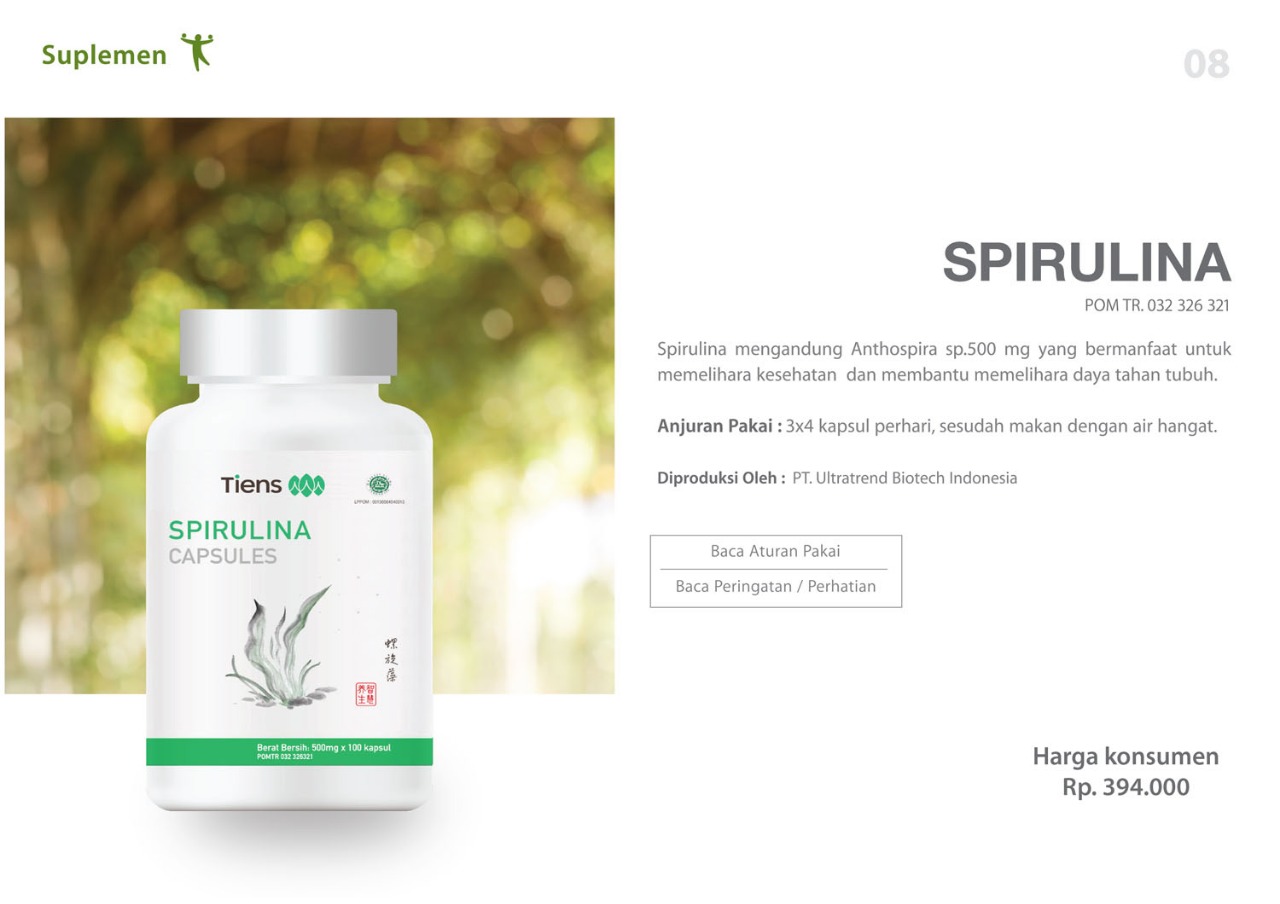 Suplemen
08
Tiens
SPIRULINA
CAPSULES
螺旋藻
智慧
养生
Berat Bersih: 500mg x 100 kapsul
POMTR 032 326321
SPIRULINA
POM TR. 032 326 321
Spirulina mengandung Anthospira sp.500 mg yang bermanfaat untuk
memelihara kesehatan dan membantu memelihara daya tahan tubuh.
Anjuran Pakai : 3x4 kapsul perhari, sesudah makan dengan air hangat.
Diproduksi Oleh : PT. Ultratrend Biotech Indonesia
Baca Aturan Pakai
Baca Peringatan / Perhatian
Harga konsumen
Rp. 394.000